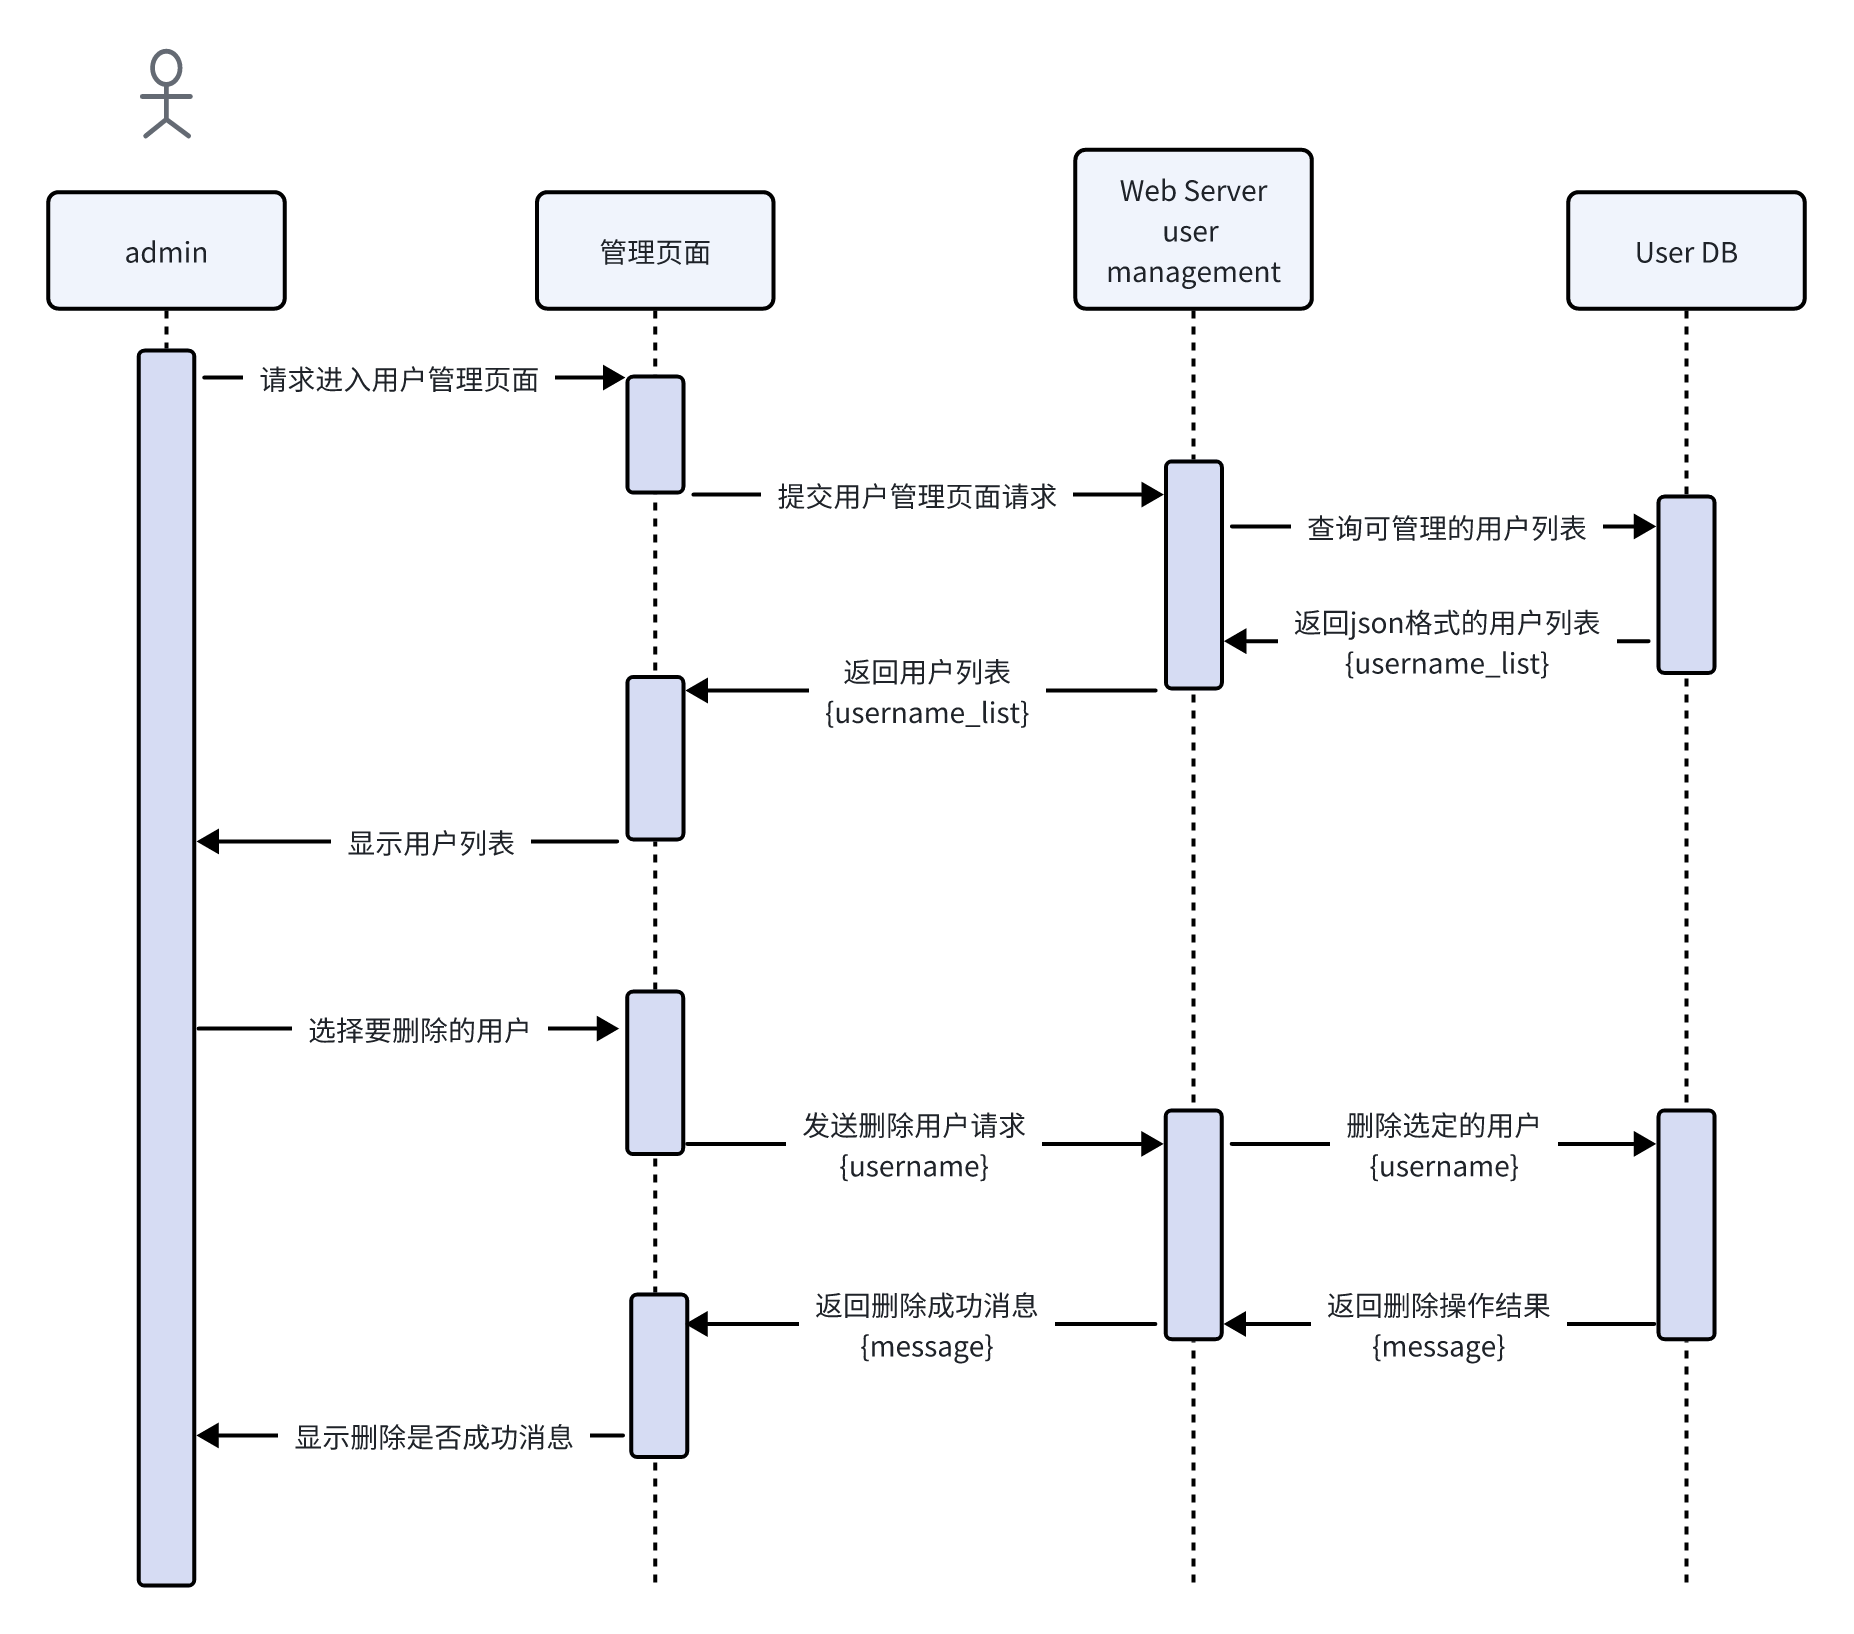 admin
管理页面
Web Server
user
management
User DB
请求进入用户管理页面
提交用户管理页面请求
查询可管理的用户列表
返回json格式的用户列表
{username_list}
返回用户列表
{username_list}
显示用户列表
选择要删除的用户
发送删除用户请求
{username}
删除选定的用户
{username}
返回删除成功消息
{message}
返回删除操作结果
{message}
显示删除是否成功消息